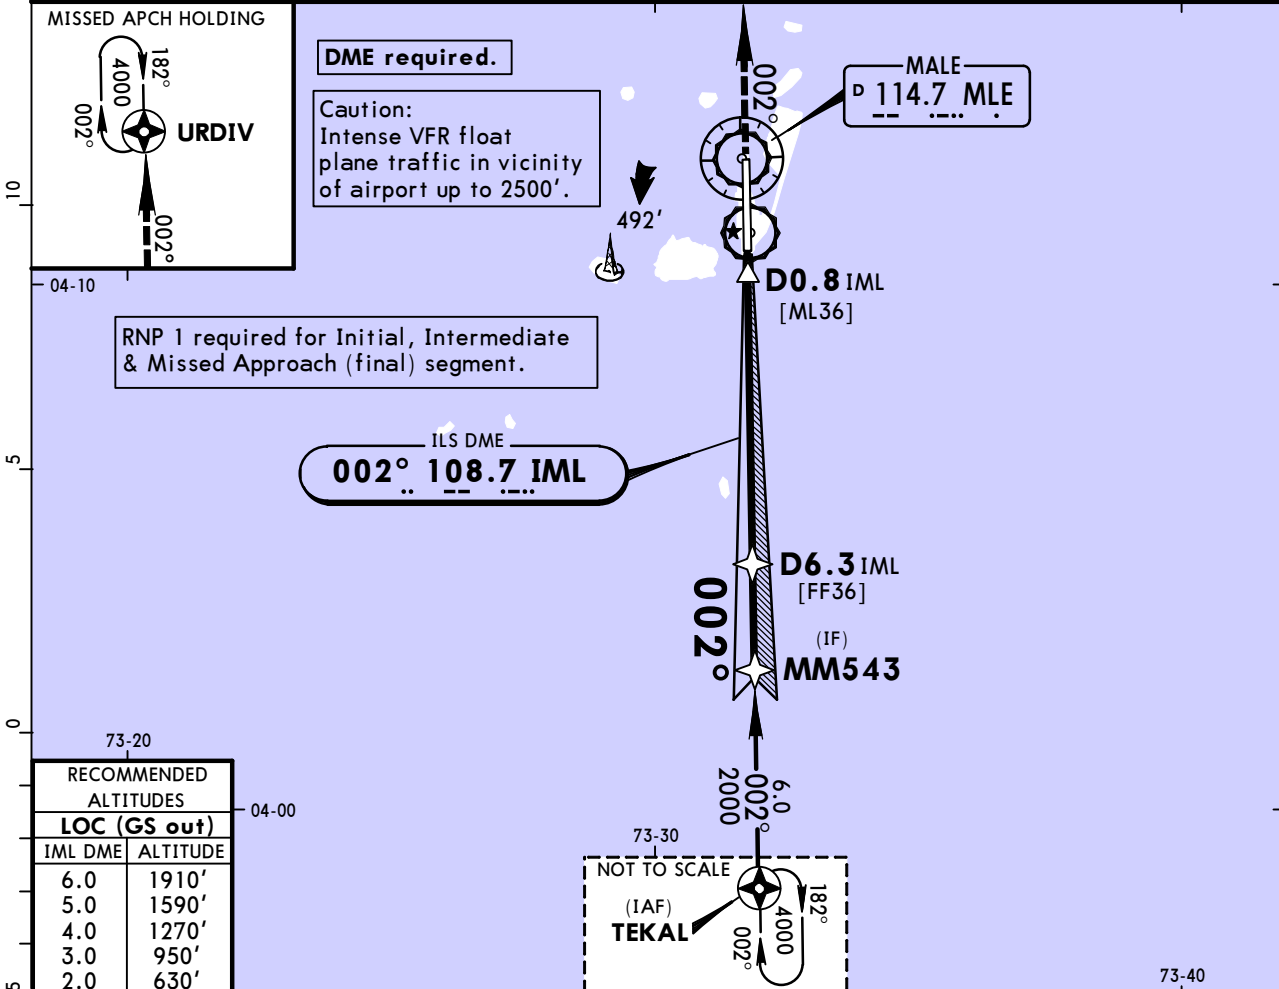 MISSED APCH HOLDING
182°
4000
002°
URDIV
002°
DME required.
Caution:
Intense VFR float
plane traffic in vicinity
of airport up to 2500'.
002°
MALE
D 114.7 MLE
492'
10
04-10
D0.8 IML
[ML36]
RNP 1 required for Initial, Intermediate
& Missed Approach (final) segment.
ILS DME
002° 108.7 IML
5
D6.3 IML
[FF36]
002°
(IF)
MM543
0
73-20
RECOMMENDED
ALTITUDES
LOC (GS out)
IML DME ALTITUDE
6.0 1910'
5.0 1590'
4.0 1270'
3.0 950'
2.0 630'
04-00
6.0
002°
2000
73-30
NOT TO SCALE
(IAF)
TEKAL
182°
4000
002°
5
73-40